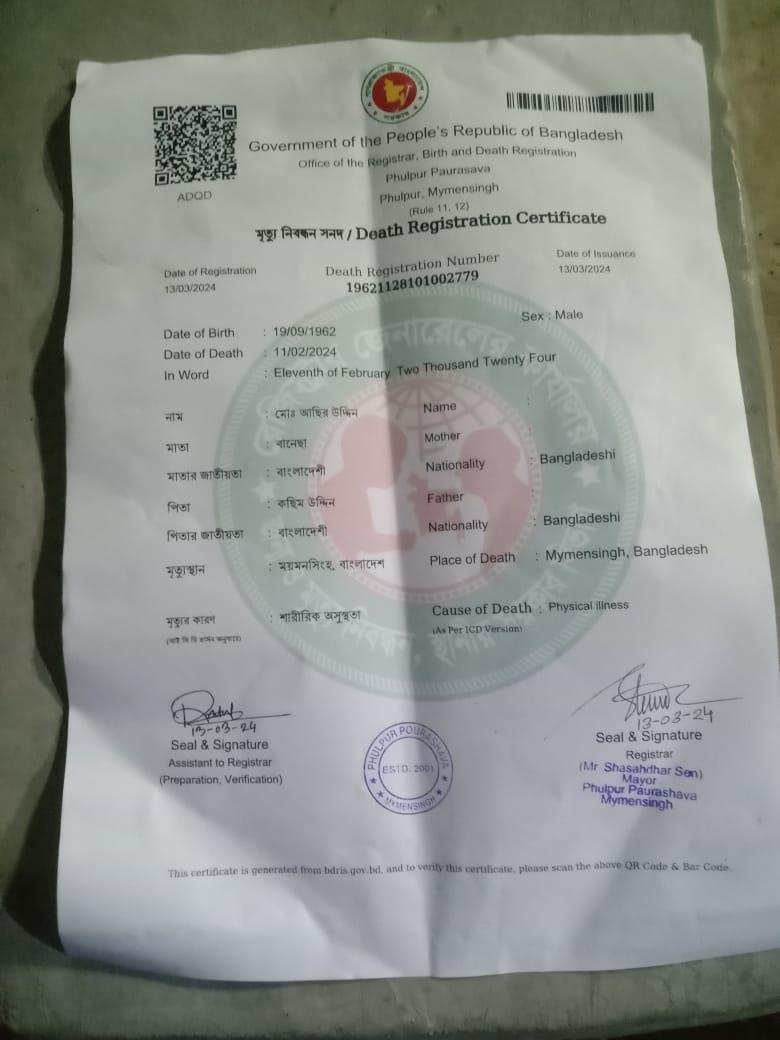 ADQD
Government of the People's Republic of Bangladesh
Office of the Registrar, Birth and Death Registration
Phulpur Paurasava
Phulpur, Mymensingh
(Rule 11, 12)
মৃত্যু নিবন্ধন সনদ / Death Registration Certificate
Date of Registration Death Registration Number Date of Issuance
13/03/2024 19621128101002779 13/03/2024
Sex : Male
Date of Birth : 19/09/1962
Date of Death : 11/02/2024
In Word : Eleventh of February Two Thousand Twenty Four
নাম : মোঃ আছির উদ্দিন Name :
মাতা : বানেছা Mother :
মাতার জাতীয়তা : বাংলাদেশী Nationality : Bangladeshi
পিতা : কছিম উদ্দিন Father :
পিতার জাতীয়তা : বাংলাদেশী Nationality : Bangladeshi
মৃত্যুস্থান : ময়মনসিংহ, বাংলাদেশ Place of Death : Mymensingh, Bangladesh
মৃত্যুর কারণ : শারীরিক অসুস্থতা Cause of Death : Physical illness
(As Per ICD Version)
13-03-24 13-03-24
Seal & Signature Seal & Signature
Assistant to Registrar Registrar
(Preparation, Verification) (Mr Shasahdhar Sen)
Mayor
Phulpur Paurashava
Mymensingh
PHULPUR POURASHAVA
ESTD. 2001
MYMENSINGH
This certificate is generated from bdris.gov.bd, and to verify this certificate, please scan the above QR Code & Bar Code.